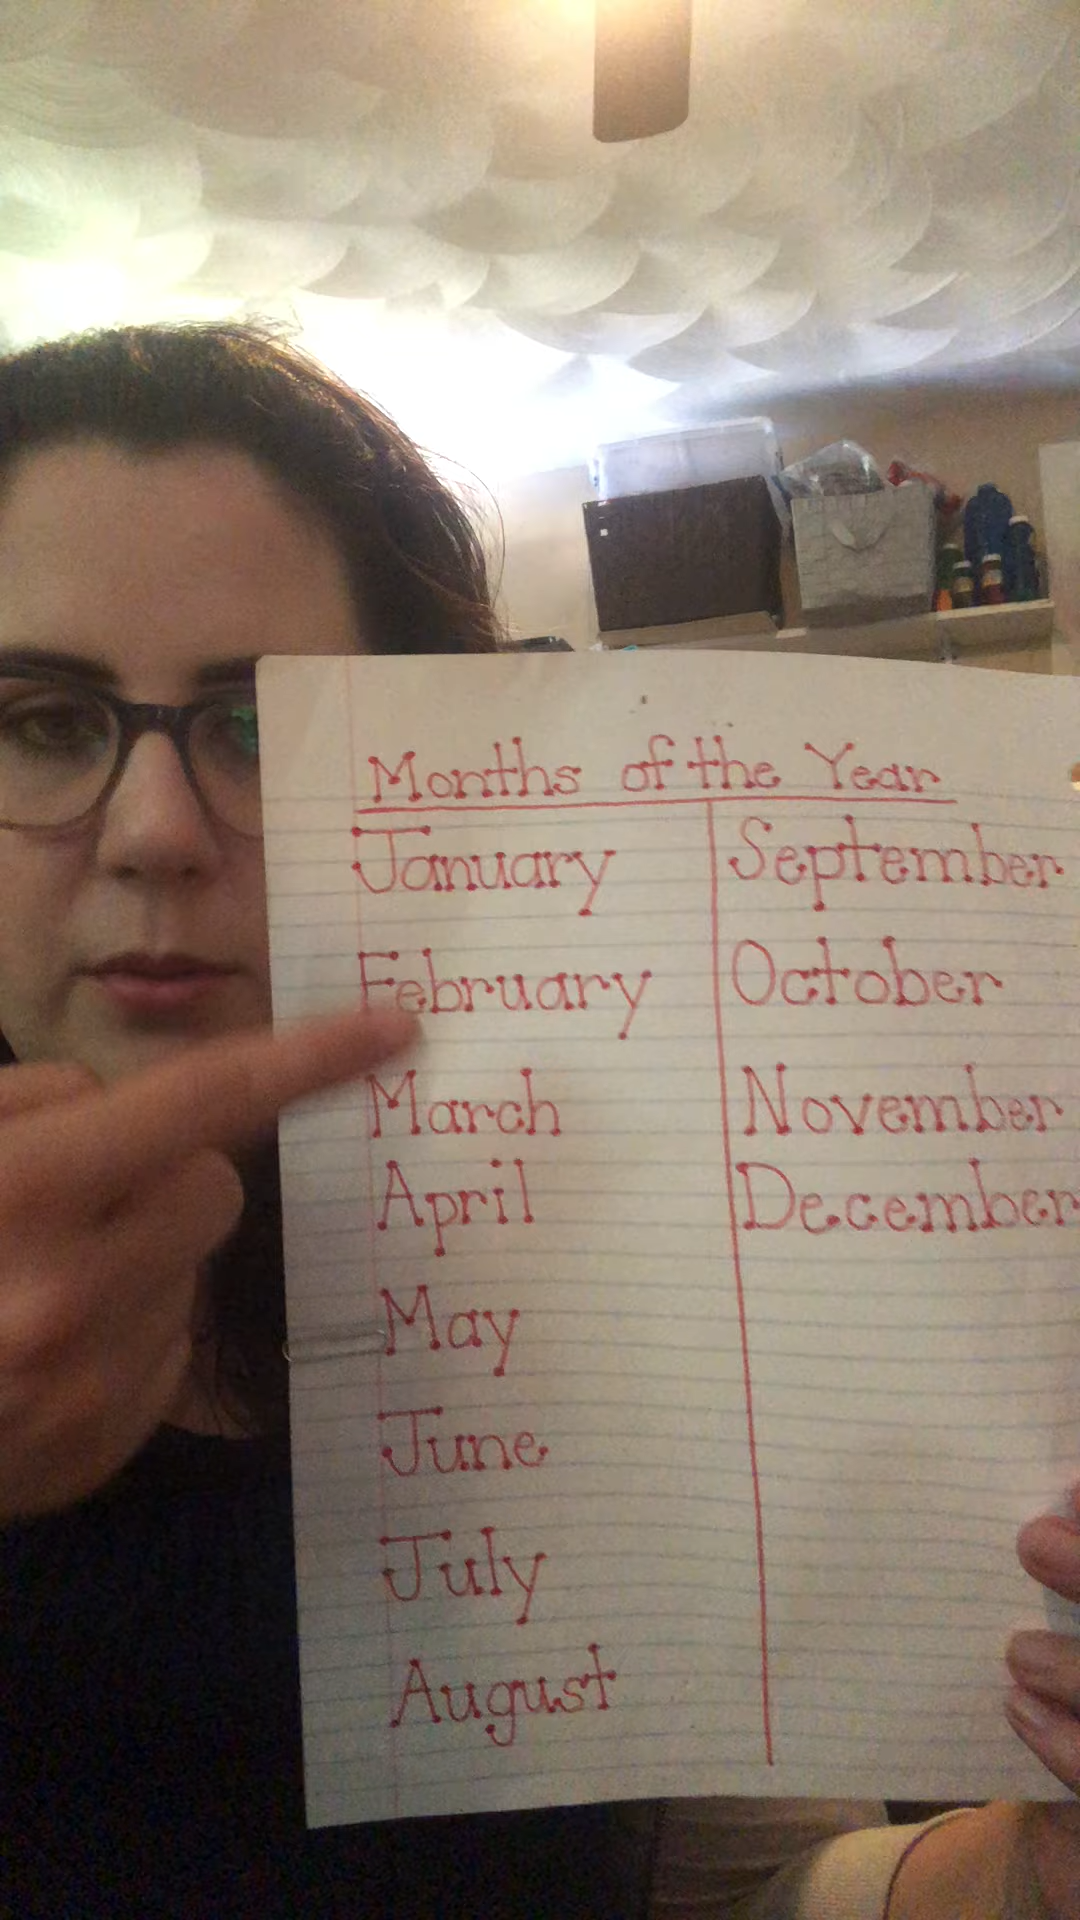 Months of the Year
January
February
March
April
May
June
July
August
September
October
November
December